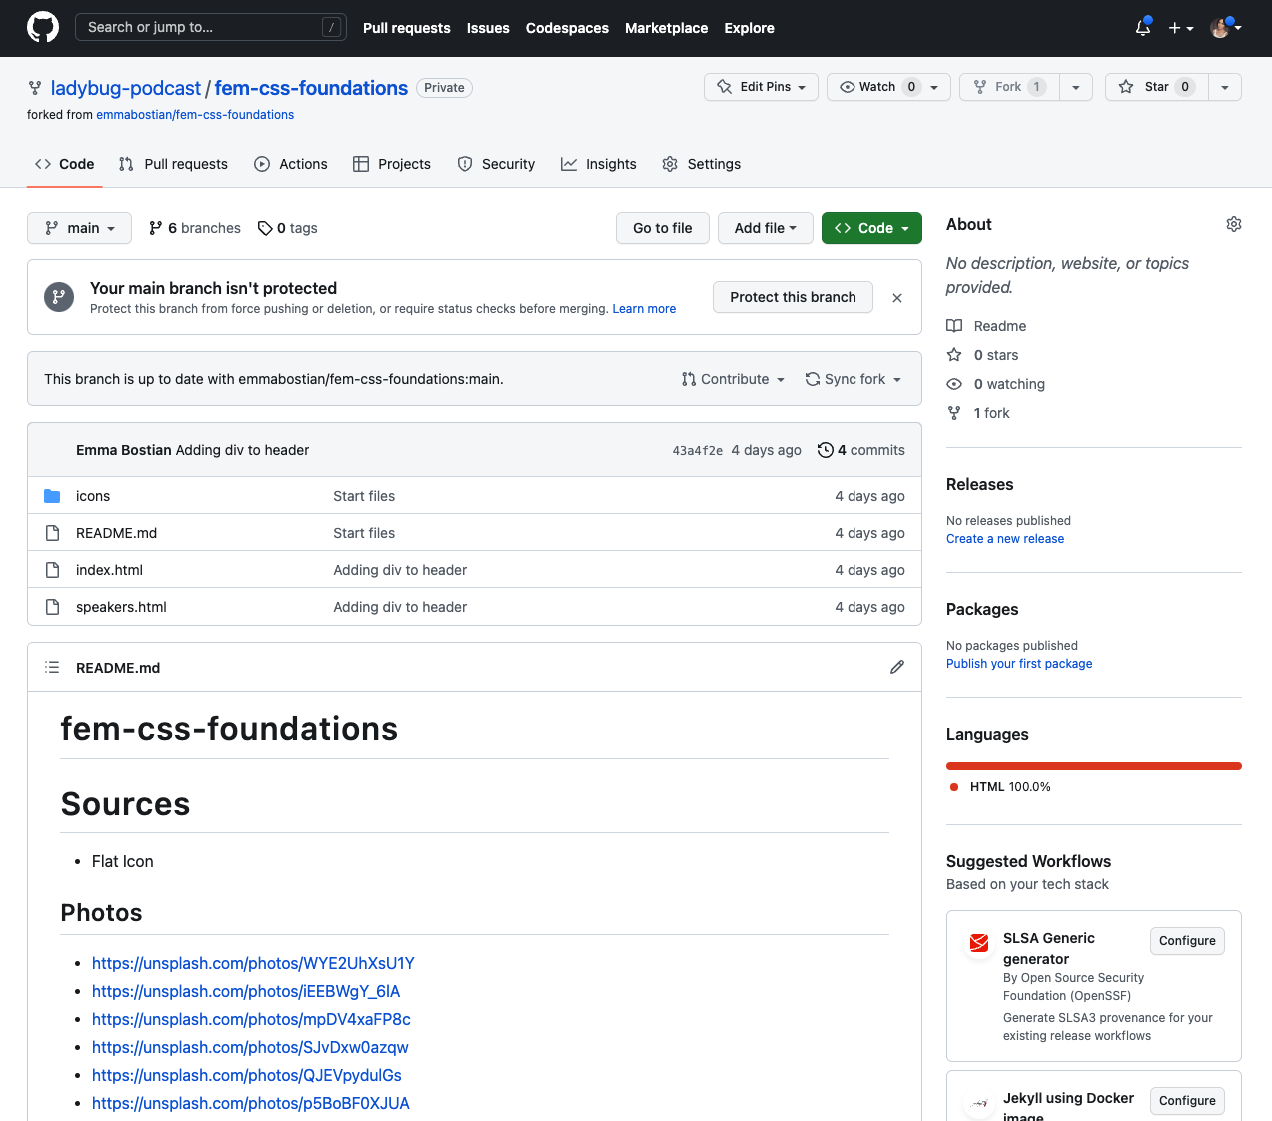 Search or jump to... /
Pull requests Issues Codespaces Marketplace Explore
ladybug-podcast / fem-css-foundations Private
forked from emmabostian/fem-css-foundations
Edit Pins Watch 0 Fork 1 Star 0
Code Pull requests Actions Projects Security Insights Settings
main 6 branches 0 tags
Go to file Add file Code
Your main branch isn't protected
Protect this branch from force pushing or deletion, or require status checks before merging. Learn more
Protect this branch
This branch is up to date with emmabostian/fem-css-foundations:main.
Contribute Sync fork
Emma Bostian Adding div to header 43a4f2e 4 days ago 4 commits
icons Start files 4 days ago
README.md Start files 4 days ago
index.html Adding div to header 4 days ago
speakers.html Adding div to header 4 days ago
README.md
fem-css-foundations
Sources
• Flat Icon
Photos
• https://unsplash.com/photos/WYE2UhXsU1Y
• https://unsplash.com/photos/iEEBWgY_6lA
• https://unsplash.com/photos/mpDV4xaFP8c
• https://unsplash.com/photos/SJvDxw0azqw
• https://unsplash.com/photos/QJEVpydulGs
• https://unsplash.com/photos/p5BoBF0XJUA
About
No description, website, or topics
provided.
Readme
0 stars
0 watching
1 fork
Releases
No releases published
Create a new release
Packages
No packages published
Publish your first package
Languages
HTML 100.0%
Suggested Workflows
Based on your tech stack
SLSA Generic
generator
Configure
By Open Source Security
Foundation (OpenSSF)
Generate SLSA3 provenance for your
existing release workflows
Jekyll using Docker
image
Configure